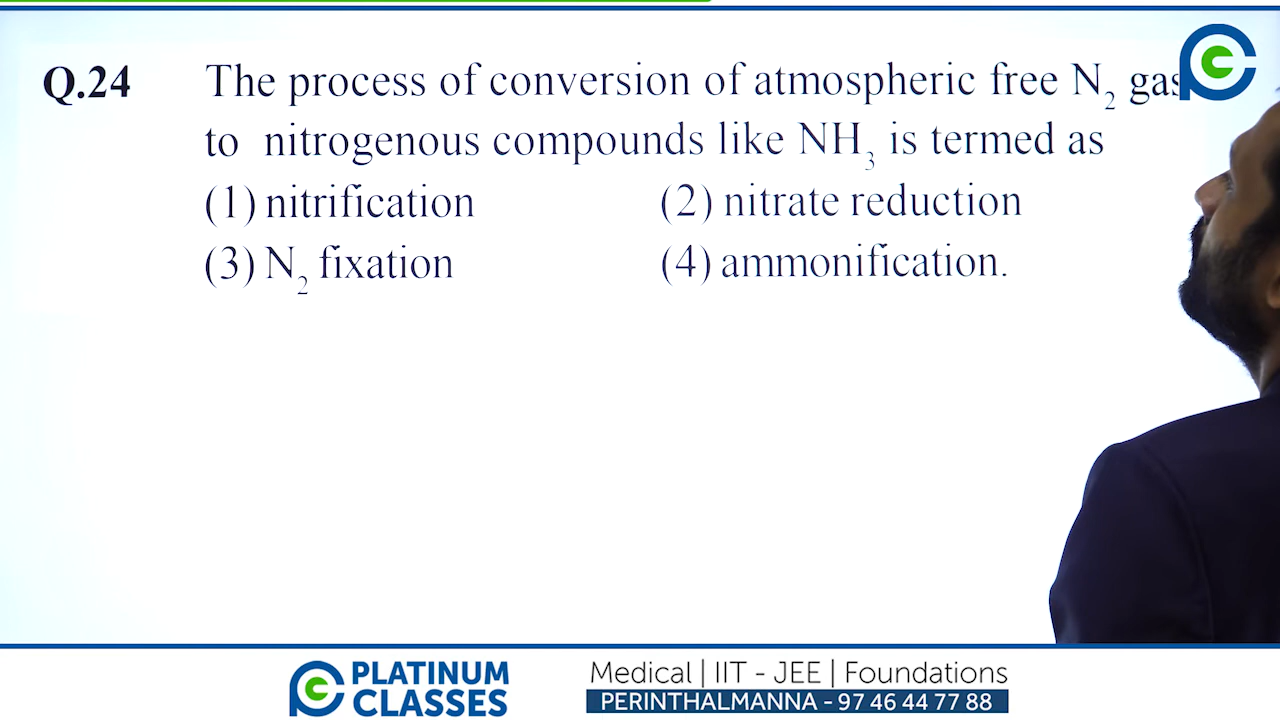 Q.24 The process of conversion of atmospheric free N₂ gas
to nitrogenous compounds like NH₃ is termed as
(1) nitrification (2) nitrate reduction
(3) N₂ fixation (4) ammonification.
PLATINUM
CLASSES
Medical | IIT - JEE | Foundations
PERINTHALMANNA - 97 46 44 77 88